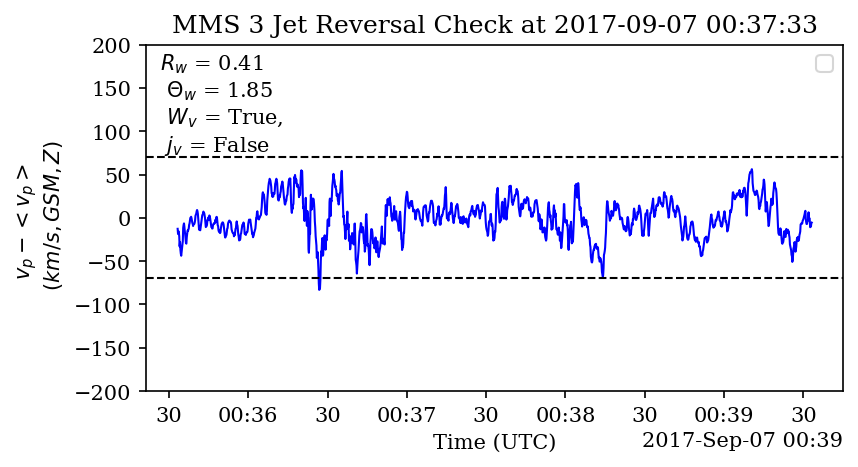 MMS 3 Jet Reversal Check at 2017-09-07 00:37:33
200
150
100
50
0
−50
−100
−150
−200
v_p − < v_p >
(km/s, GSM, Z)
R_w = 0.41
Θ_w = 1.85
W_v = True,
j_v = False
30 00:36 30 00:37 30 00:38 30 00:39 30
Time (UTC)
2017-Sep-07 00:39